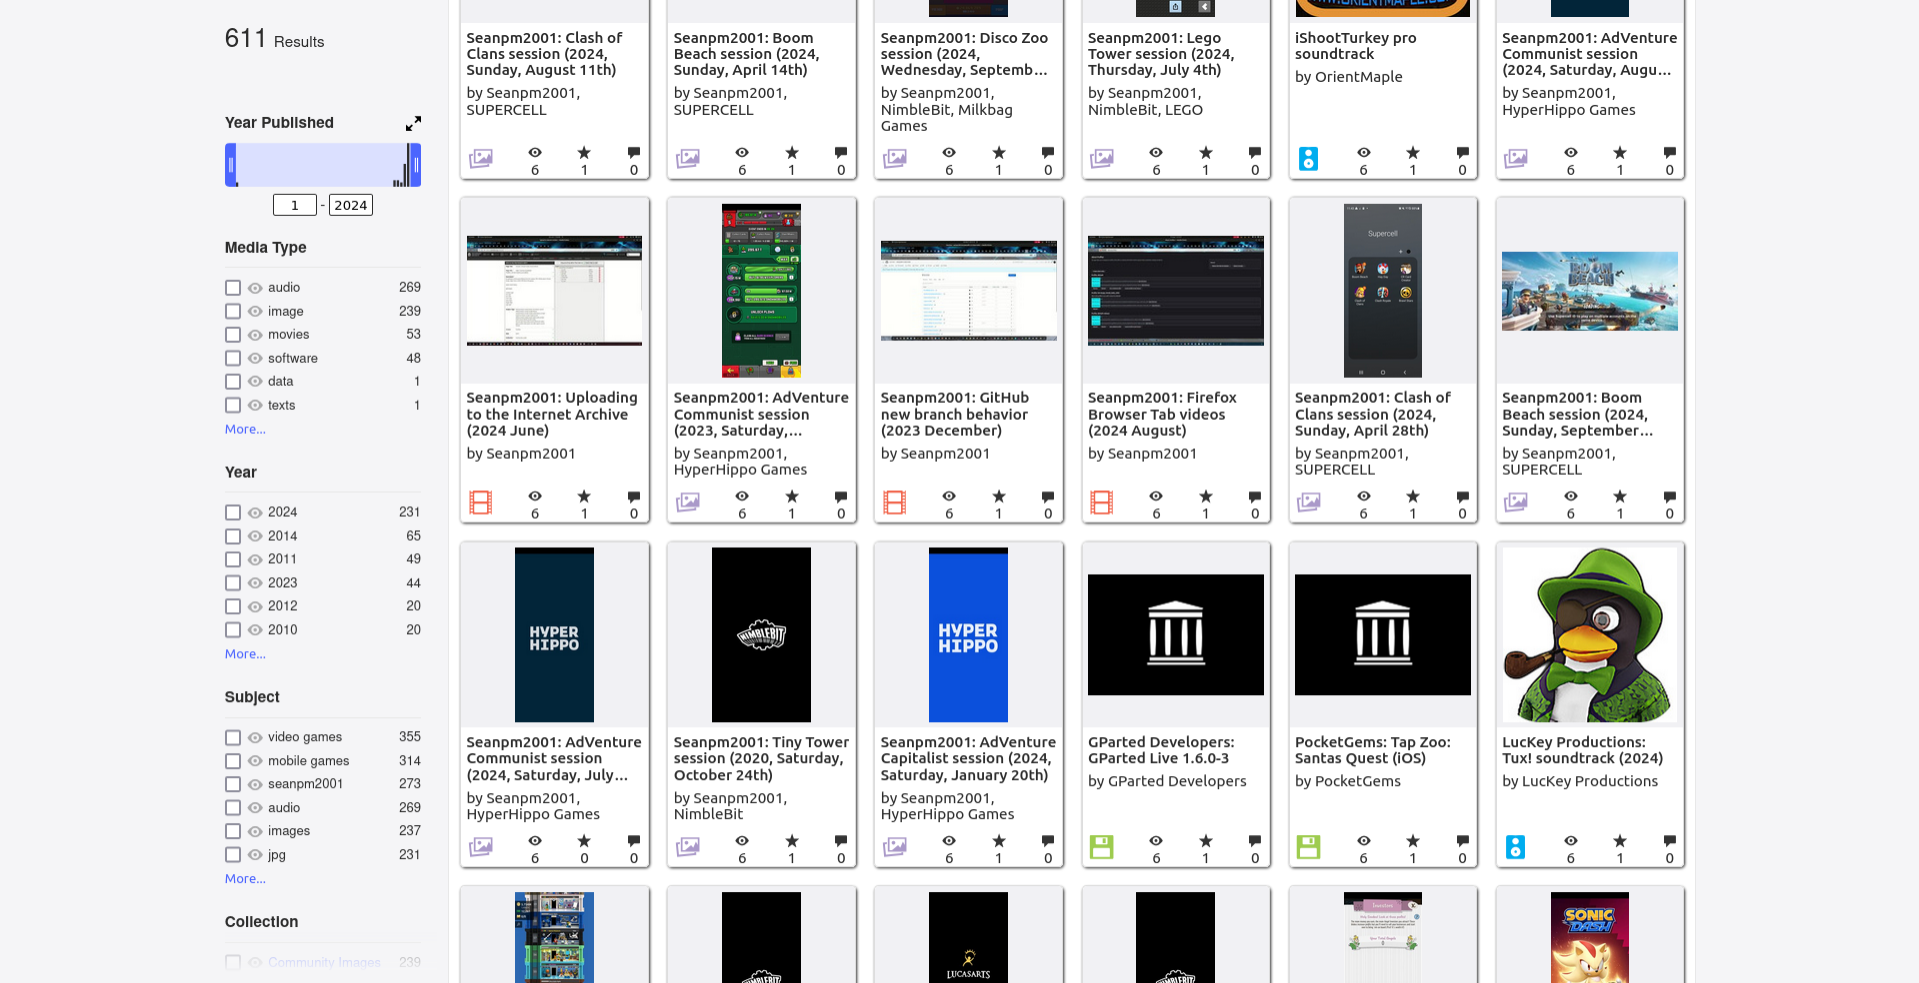 611 Results
Year Published
1 - 2024
Media Type
audio 269
image 239
movies 53
software 48
data 1
texts 1
More...
Year
2024 231
2014 65
2011 49
2023 44
2012 20
2010 20
More...
Subject
video games 355
mobile games 314
seanpm2001 273
audio 269
images 237
jpg 231
More...
Collection
Community Images 239
Seanpm2001: Clash of
Clans session (2024,
Sunday, August 11th)
by Seanpm2001,
SUPERCELL
6 1 0
Seanpm2001: Boom
Beach session (2024,
Sunday, April 14th)
by Seanpm2001,
SUPERCELL
6 1 0
Seanpm2001: Disco Zoo
session (2024,
Wednesday, Septemb...
by Seanpm2001,
NimbleBit, Milkbag
Games
6 1 0
Seanpm2001: Lego
Tower session (2024,
Thursday, July 4th)
by Seanpm2001,
NimbleBit, LEGO
6 1 0
iShootTurkey pro
soundtrack
by OrientMaple
6 1 0
Seanpm2001: AdVenture
Communist session
(2024, Saturday, Augu...
by Seanpm2001,
HyperHippo Games
6 1 0
Seanpm2001: Uploading
to the Internet Archive
(2024 June)
by Seanpm2001
6 1 0
Seanpm2001: AdVenture
Communist session
(2023, Saturday,...
by Seanpm2001,
HyperHippo Games
6 1 0
Seanpm2001: GitHub
new branch behavior
(2023 December)
by Seanpm2001
6 1 0
Seanpm2001: Firefox
Browser Tab videos
(2024 August)
by Seanpm2001
6 1 0
Supercell
Seanpm2001: Clash of
Clans session (2024,
Sunday, April 28th)
by Seanpm2001,
SUPERCELL
6 1 0
BOOM
BEACH
Seanpm2001: Boom
Beach session (2024,
Sunday, September...
by Seanpm2001,
SUPERCELL
6 1 0
HYPER
HIPPO
Seanpm2001: AdVenture
Communist session
(2024, Saturday, July...
by Seanpm2001,
HyperHippo Games
6 0 0
NIMBLEBIT
Seanpm2001: Tiny Tower
session (2020, Saturday,
October 24th)
by Seanpm2001,
NimbleBit
6 1 0
HYPER
HIPPO
Seanpm2001: AdVenture
Capitalist session (2024,
Saturday, January 20th)
by Seanpm2001,
HyperHippo Games
6 1 0
GParted Developers:
GParted Live 1.6.0-3
by GParted Developers
6 1 0
PocketGems: Tap Zoo:
Santas Quest (iOS)
by PocketGems
6 1 0
LucKey Productions:
Tux! soundtrack (2024)
by LucKey Productions
6 1 0
LUCASARTS
SONIC
DASH